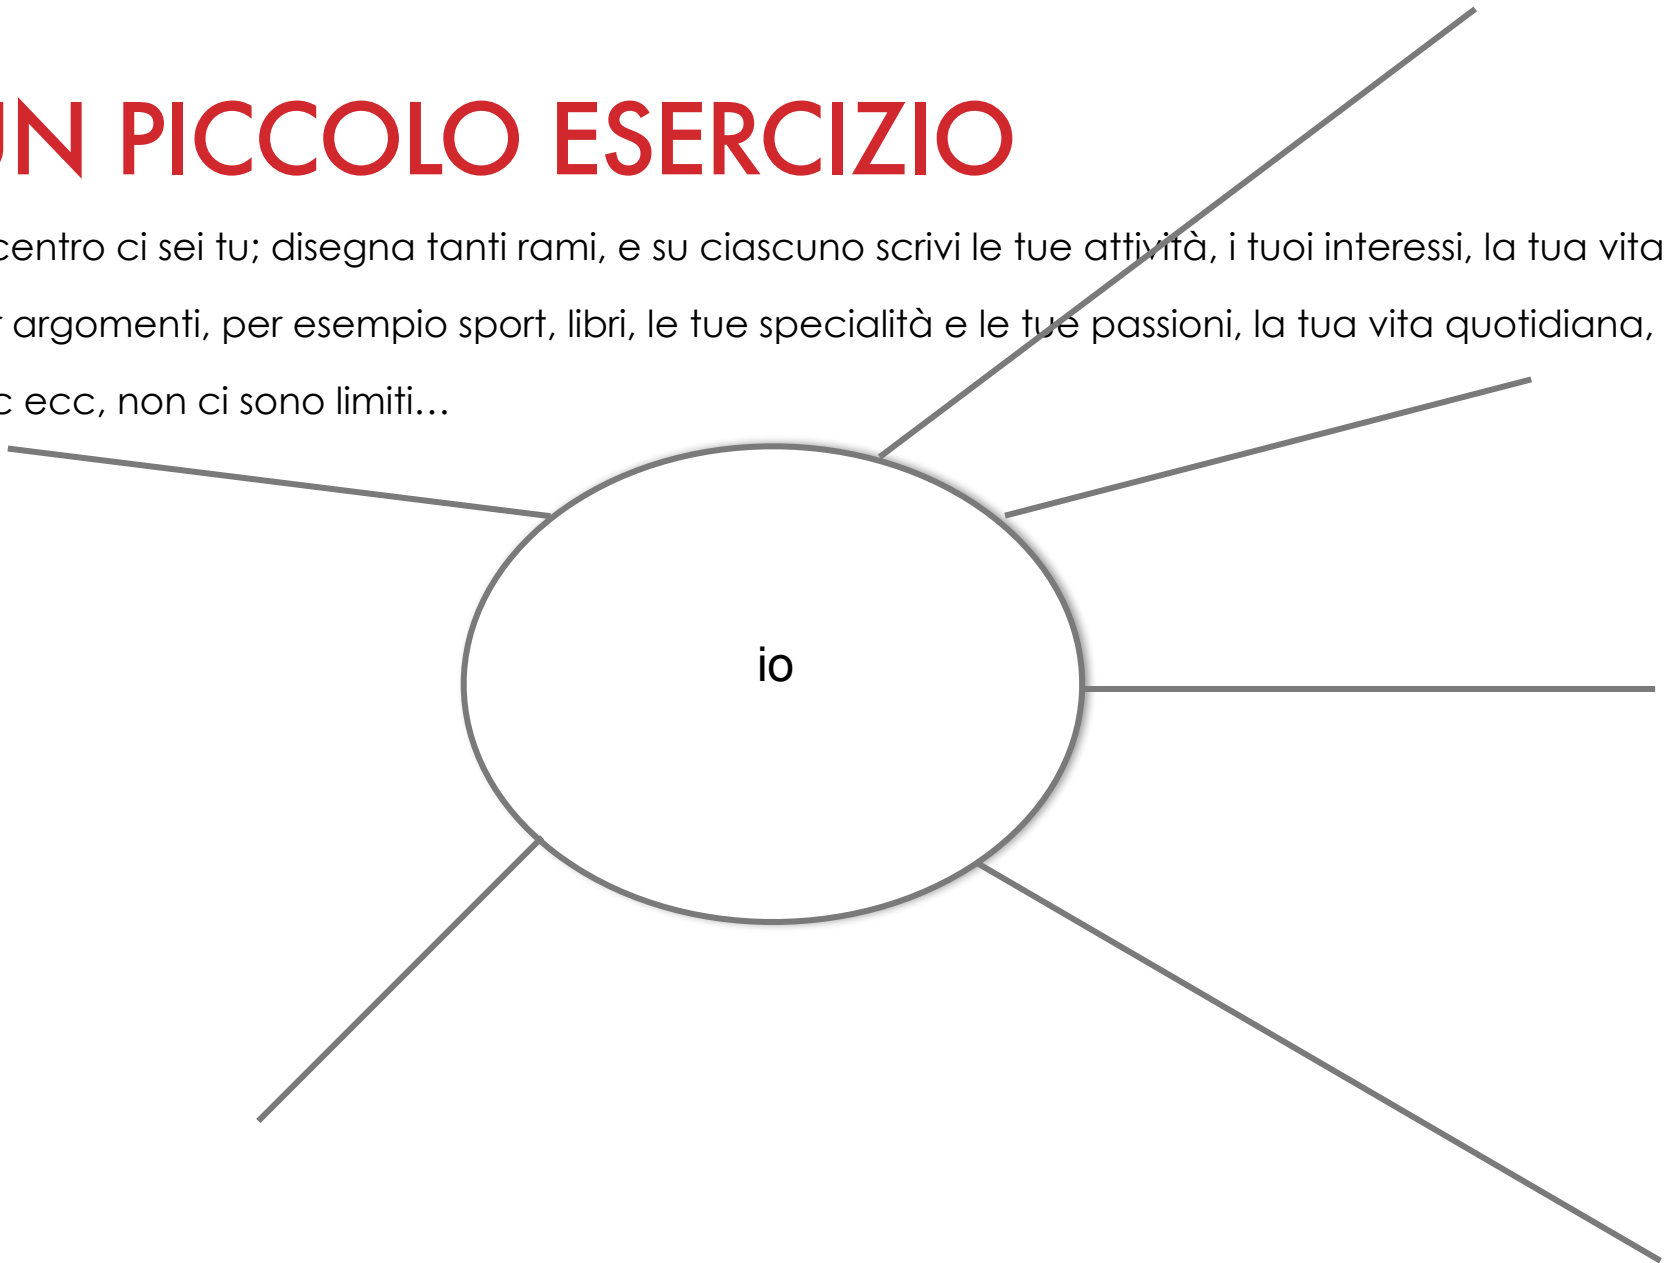 UN PICCOLO ESERCIZIO
centro ci sei tu; disegna tanti rami, e su ciascuno scrivi le tue attività, i tuoi interessi, la tua vita
argomenti, per esempio sport, libri, le tue specialità e le tue passioni, la tua vita quotidiana,
ecc, non ci sono limiti…
io